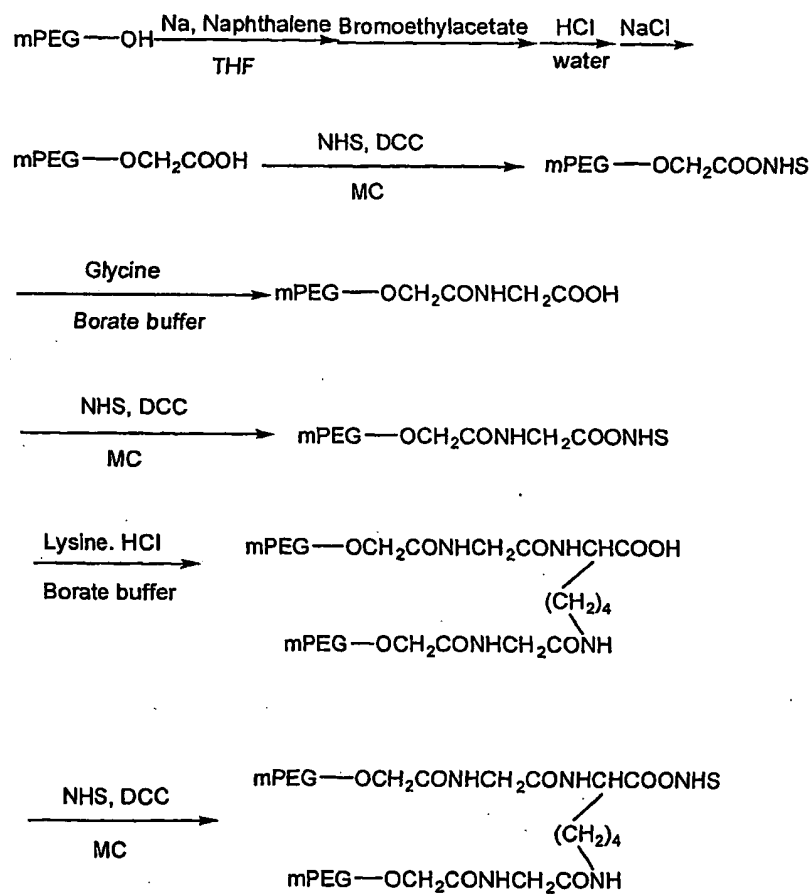 mPEG—OH Na, Naphthalene Bromoethylacetate HCl NaCl
THF water
mPEG—OCH2COOH NHS, DCC mPEG—OCH2COONHS
MC
Glycine mPEG—OCH2CONHCH2COOH
Borate buffer
NHS, DCC mPEG—OCH2CONHCH2COONHS
MC
Lysine. HCl mPEG—OCH2CONHCH2CONHCHCOOH
Borate buffer (CH2)4
mPEG—OCH2CONHCH2CONH
NHS, DCC mPEG—OCH2CONHCH2CONHCHCOONHS
MC (CH2)4
mPEG—OCH2CONHCH2CONH